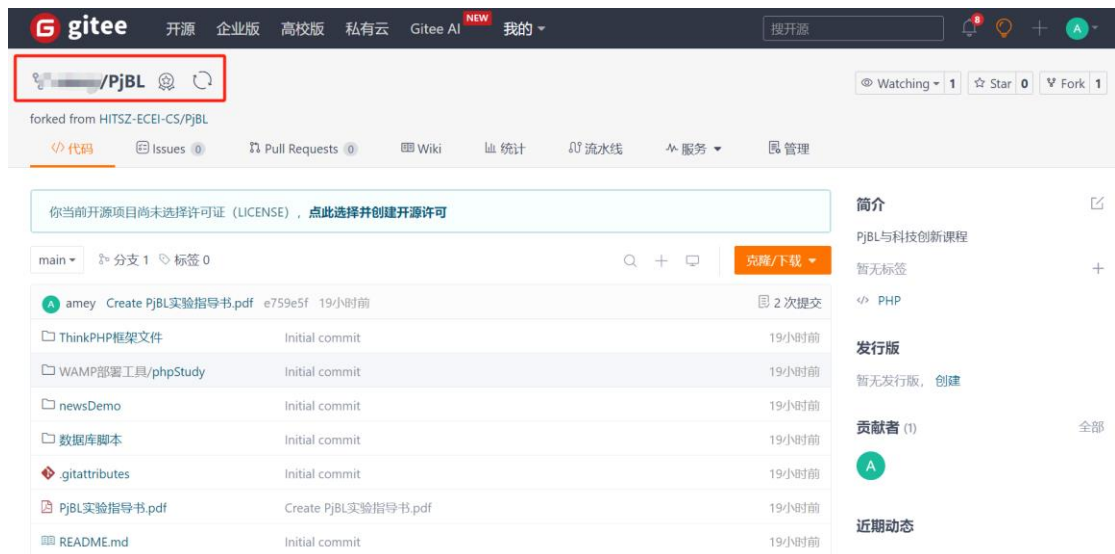 G gitee 开源 企业版 高校版 私有云 Gitee AI NEW 我的 搜开源 8 A
/PjBL Watching 1 Star 0 Fork 1
forked from HITSZ-ECEI-CS/PjBL
代码 Issues 0 Pull Requests 0 Wiki 统计 流水线 服务 管理
你当前开源项目尚未选择许可证（LICENSE），点此选择并创建开源许可
main 分支 1 标签 0 克隆/下载
A amey Create PjBL实验指导书.pdf e759e5f 19小时前 2 次提交
ThinkPHP框架文件 Initial commit 19小时前
WAMP部署工具/phpStudy Initial commit 19小时前
newsDemo Initial commit 19小时前
数据库脚本 Initial commit 19小时前
.gitattributes Initial commit 19小时前
PjBL实验指导书.pdf Create PjBL实验指导书.pdf 19小时前
README.md Initial commit 19小时前
简介
PjBL与科技创新课程
暂无标签
PHP
发行版
暂无发行版，创建
贡献者 (1) 全部
A
近期动态